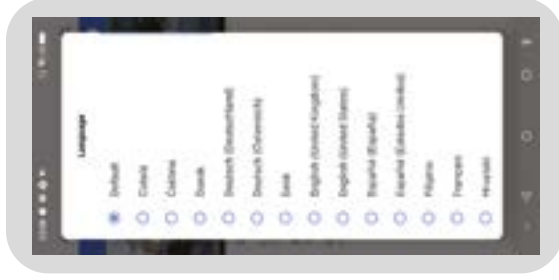 Language
Default
Català
Čeština
Dansk
Deutsch (Deutschland)
Deutsch (Österreich)
Eesti
English (United Kingdom)
English (United States)
Español (España)
Español (Estados Unidos)
Filipino
Français
Hrvatski